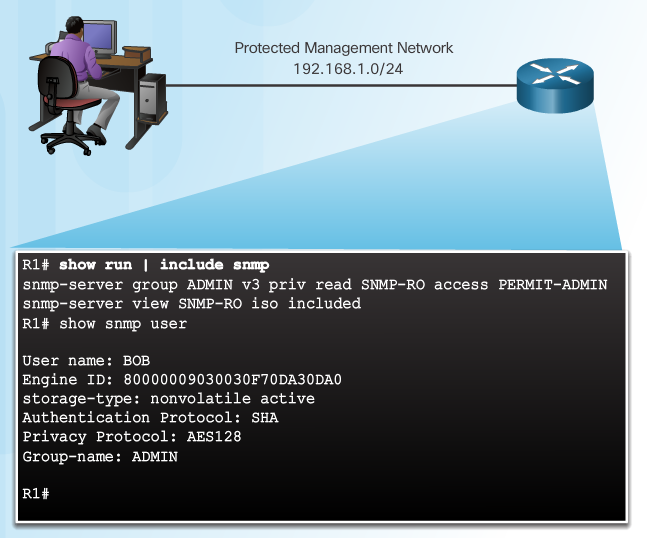 Protected Management Network
192.168.1.0/24
R1# show run | include snmp
snmp-server group ADMIN v3 priv read SNMP-RO access PERMIT-ADMIN
snmp-server view SNMP-RO iso included
R1# show snmp user
User name: BOB
Engine ID: 80000009030030F70DA30DA0
storage-type: nonvolatile active
Authentication Protocol: SHA
Privacy Protocol: AES128
Group-name: ADMIN
R1#